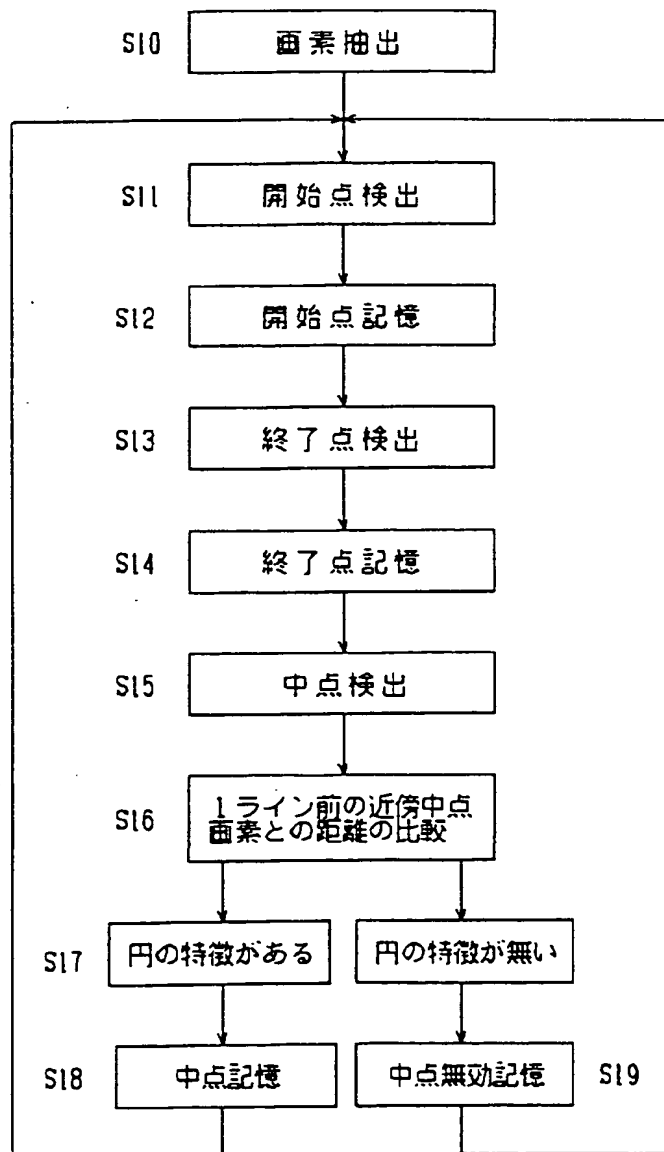 S10 画素抽出
S11 開始点検出
S12 開始点記憶
S13 終了点検出
S14 終了点記憶
S15 中点検出
S16 1ライン前の近傍中点
画素との距離の比較
S17 円の特徴がある 円の特徴が無い
S18 中点記憶 中点無効記憶 S19